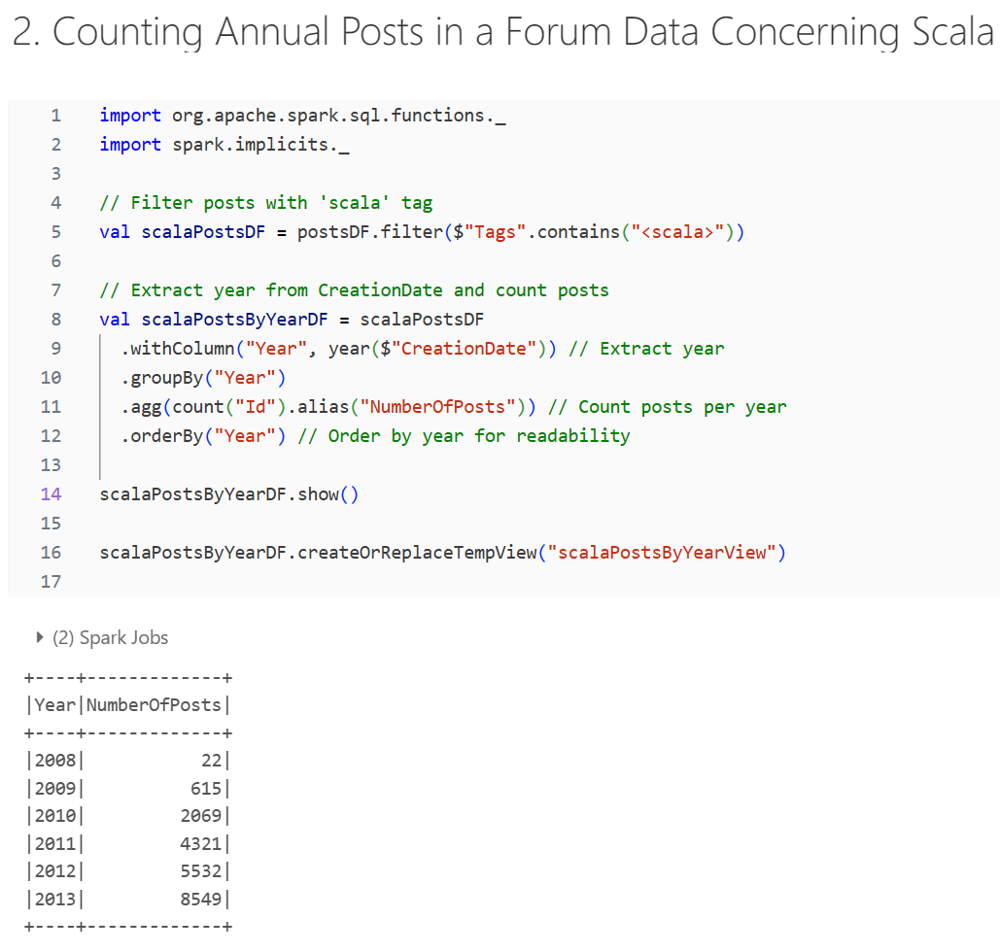 2. Counting Annual Posts in a Forum Data Concerning Scala
1 import org.apache.spark.sql.functions._
2 import spark.implicits._
3
4 // Filter posts with 'scala' tag
5 val scalaPostsDF = postsDF.filter($"Tags".contains("<scala>"))
6
7 // Extract year from CreationDate and count posts
8 val scalaPostsByYearDF = scalaPostsDF
9   .withColumn("Year", year($"CreationDate")) // Extract year
10   .groupBy("Year")
11   .agg(count("Id").alias("NumberOfPosts")) // Count posts per year
12   .orderBy("Year") // Order by year for readability
13
14 scalaPostsByYearDF.show()
15
16 scalaPostsByYearDF.createOrReplaceTempView("scalaPostsByYearView")
17
(2) Spark Jobs
+----+-------------+
|Year|NumberOfPosts|
+----+-------------+
|2008|           22|
|2009|          615|
|2010|         2069|
|2011|         4321|
|2012|         5532|
|2013|         8549|
+----+-------------+